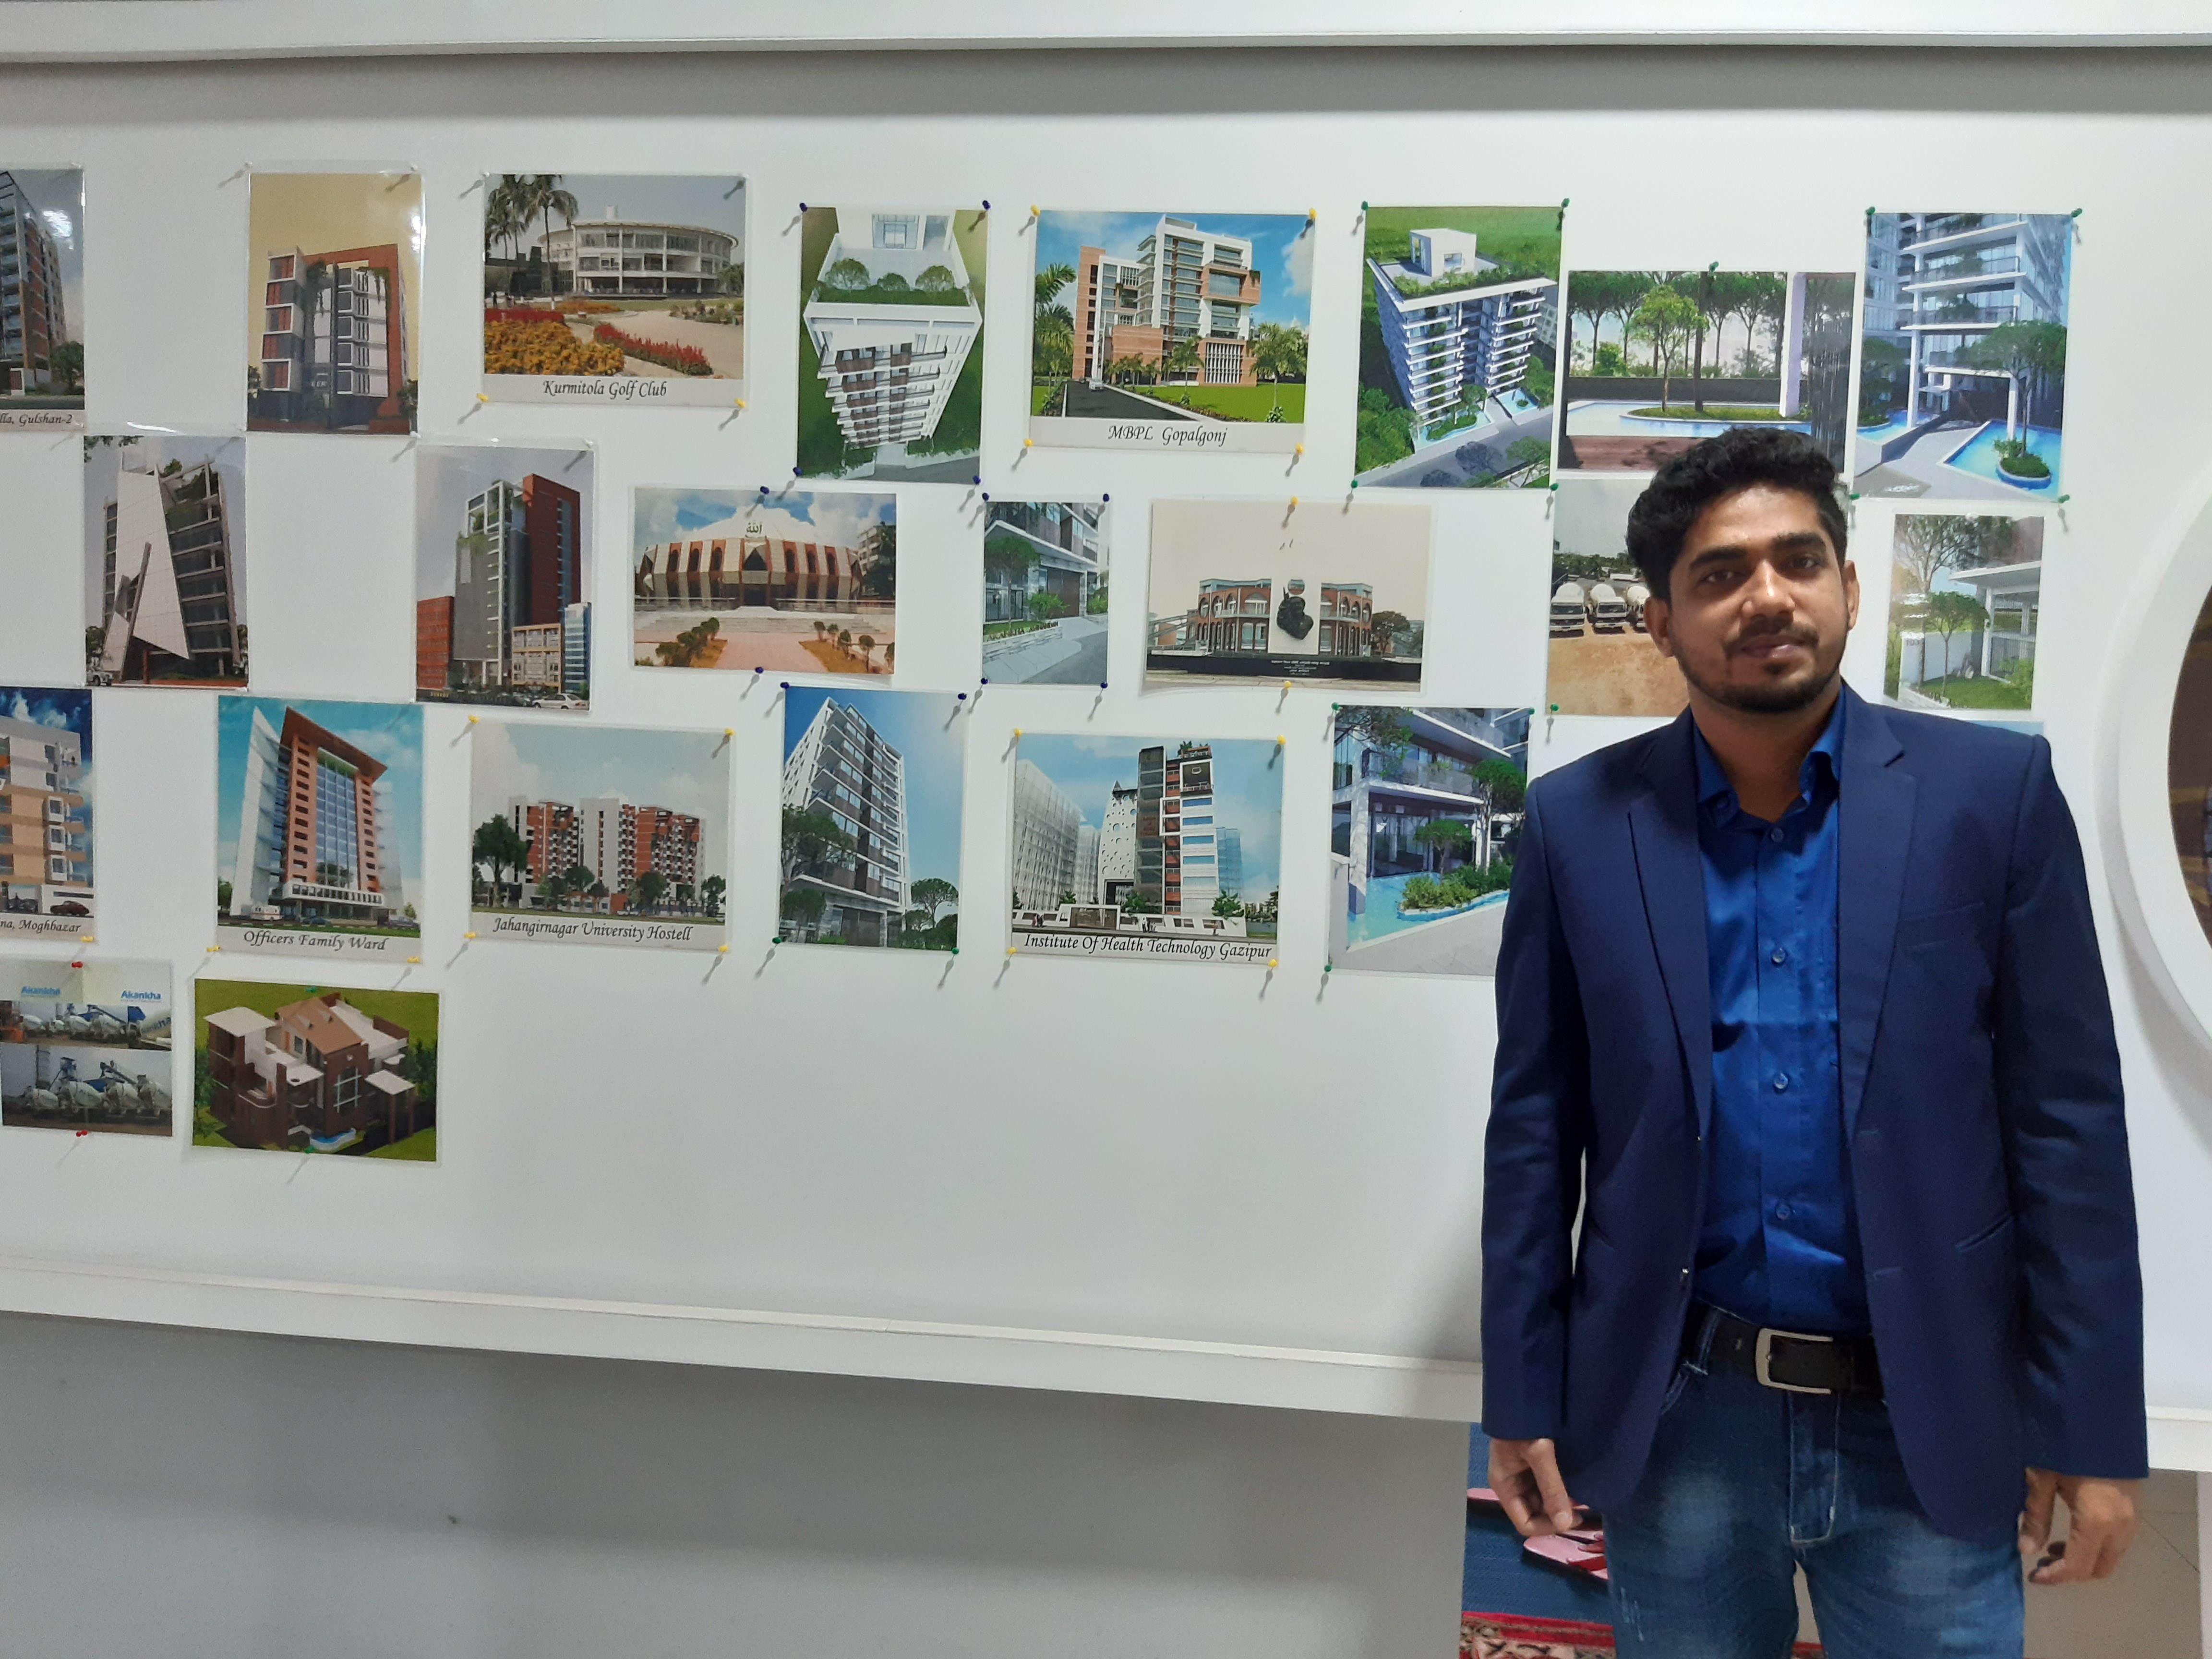 lla, Gulshan-2
Kurmitola Golf Club
MBPL Gopalgonj
الله
na, Moghbazar
Officers Family Ward
Jahangirnagar University Hostell
Institute Of Health Technology Gazipur
Akankha
Akankha